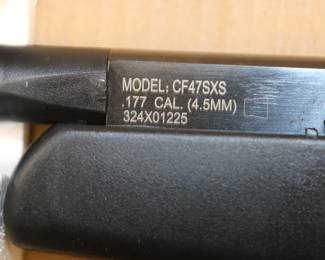 MODEL: CF47SXS
.177 CAL. (4.5MM)
324X01225